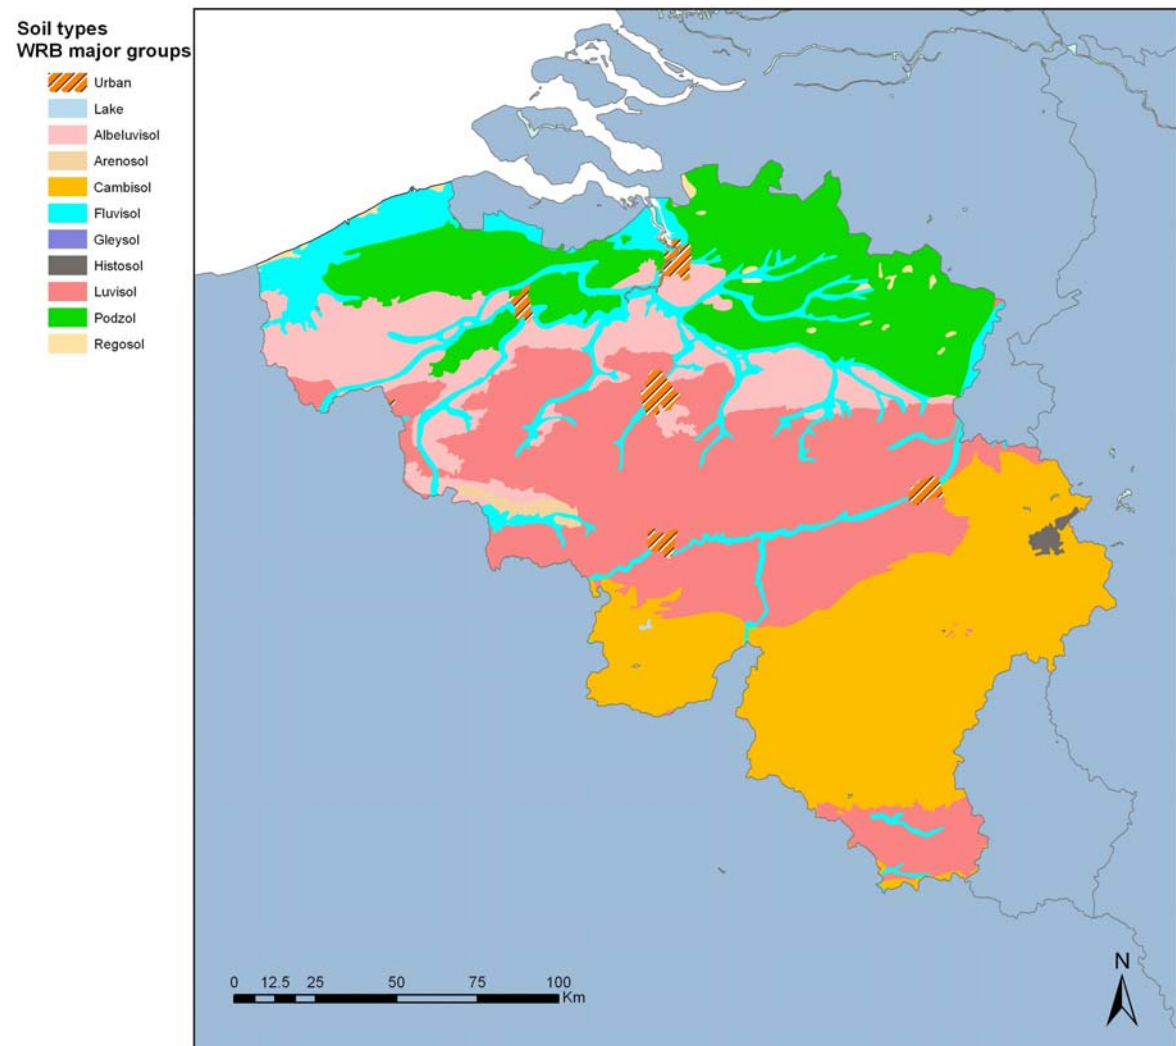 Soil types
WRB major groups
Urban
Lake
Albeluvisol
Arenosol
Cambisol
Fluvisol
Gleysol
Histosol
Luvisol
Podzol
Regosol
0 12.5 25 50 75 100
Km
N